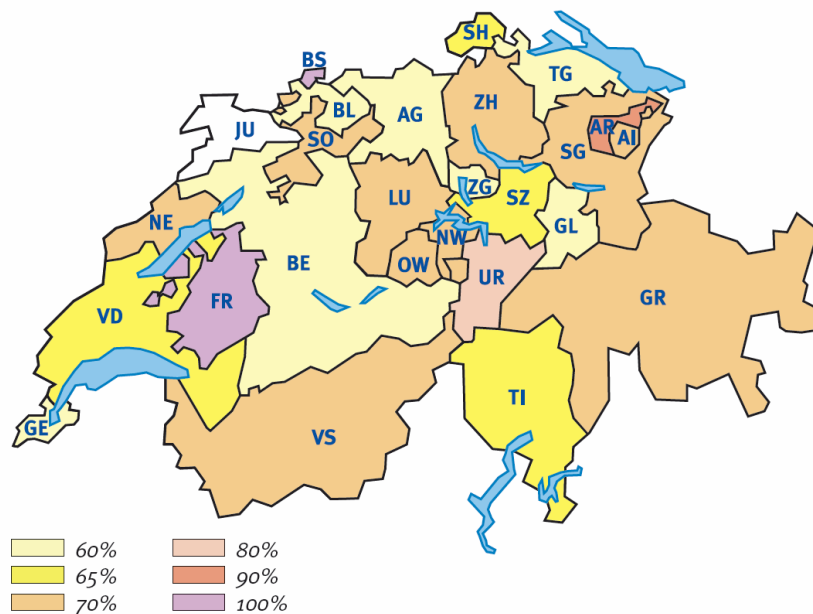 SH
BS
TG
BL
ZH
AG
JU
AR
AI
SO
SG
ZG
LU
SZ
NE
GL
NW
BE
OW
UR
FR
GR
VD
TI
GE
VS
60%
80%
65%
90%
70%
100%